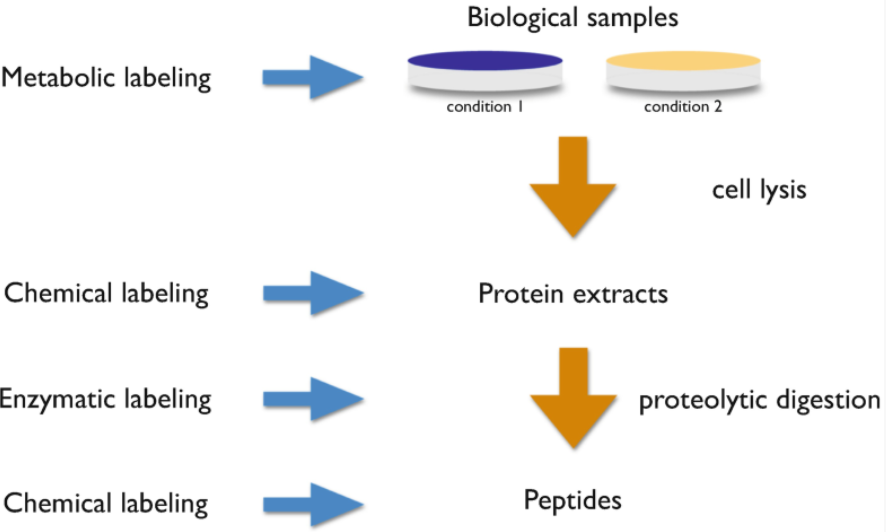 Biological samples
Metabolic labeling
condition 1
condition 2
cell lysis
Chemical labeling
Protein extracts
Enzymatic labeling
proteolytic digestion
Chemical labeling
Peptides